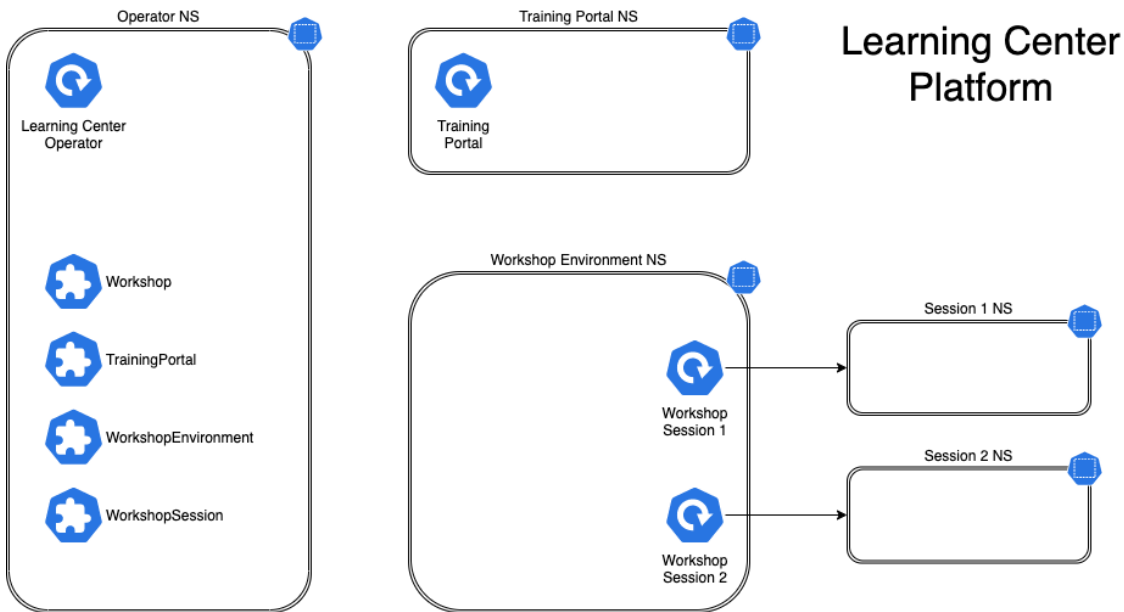 Operator NS
Training Portal NS
Learning Center
Platform
Learning Center
Operator
Training
Portal
Workshop
TrainingPortal
WorkshopEnvironment
WorkshopSession
Workshop Environment NS
Workshop
Session 1
Session 1 NS
Workshop
Session 2
Session 2 NS